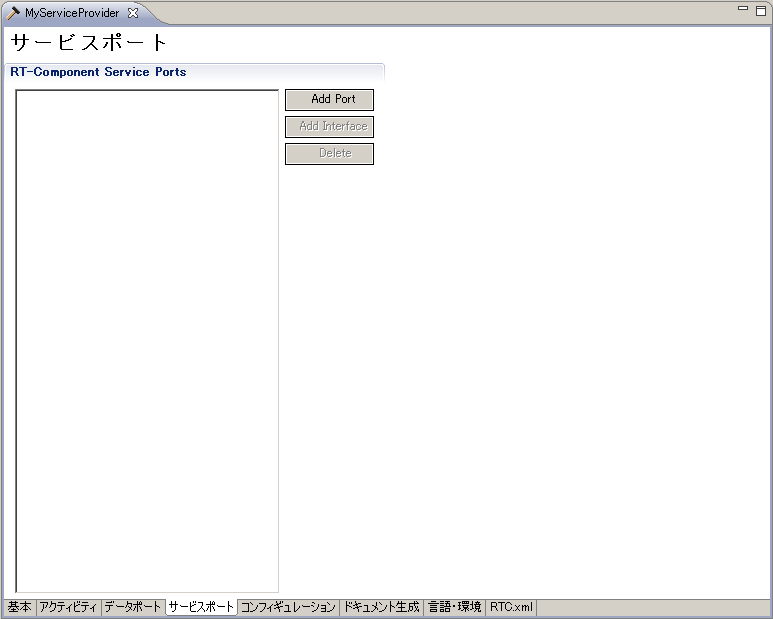 MyServiceProvider
サービスポート
RT-Component Service Ports
Add Port
Add Interface
Delete
基本 アクティビティ データポート サービスポート コンフィギュレーション ドキュメント生成 言語・環境 RTC.xml